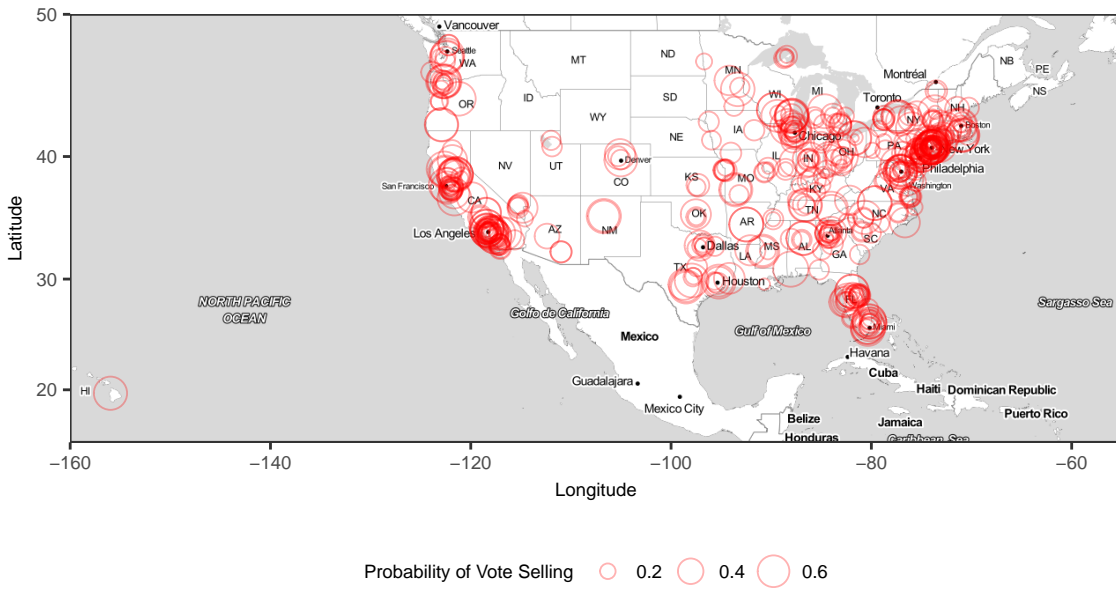 50
Vancouver
Seattle
WA
MT
ND
MN
NB
PE
NS
Montréal
OR
ID
SD
WI
MI
Toronto
NH
WY
NY
Boston
IA
Chicago
NE
PA
New York
40
NV
UT
Denver
CO
IL
IN
OH
Philadelphia
San Francisco
KS
MO
KY
VA
Washington
CA
OK
TN
NC
Los Angeles
AZ
NM
AR
Atlanta
SC
Dallas
MS
AL
GA
LA
TX
Houston
30
FL
NORTH PACIFIC
OCEAN
Golfo de California
Gulf of Mexico
Sargasso Sea
Miami
Mexico
Havana
Cuba
Guadalajara
Haiti
Dominican Republic
20
HI
Mexico City
Belize
Jamaica
Puerto Rico
Honduras
Caribbean Sea
−160
−140
−120
−100
−80
−60
Latitude
Longitude
Probability of Vote Selling 0.2 0.4 0.6